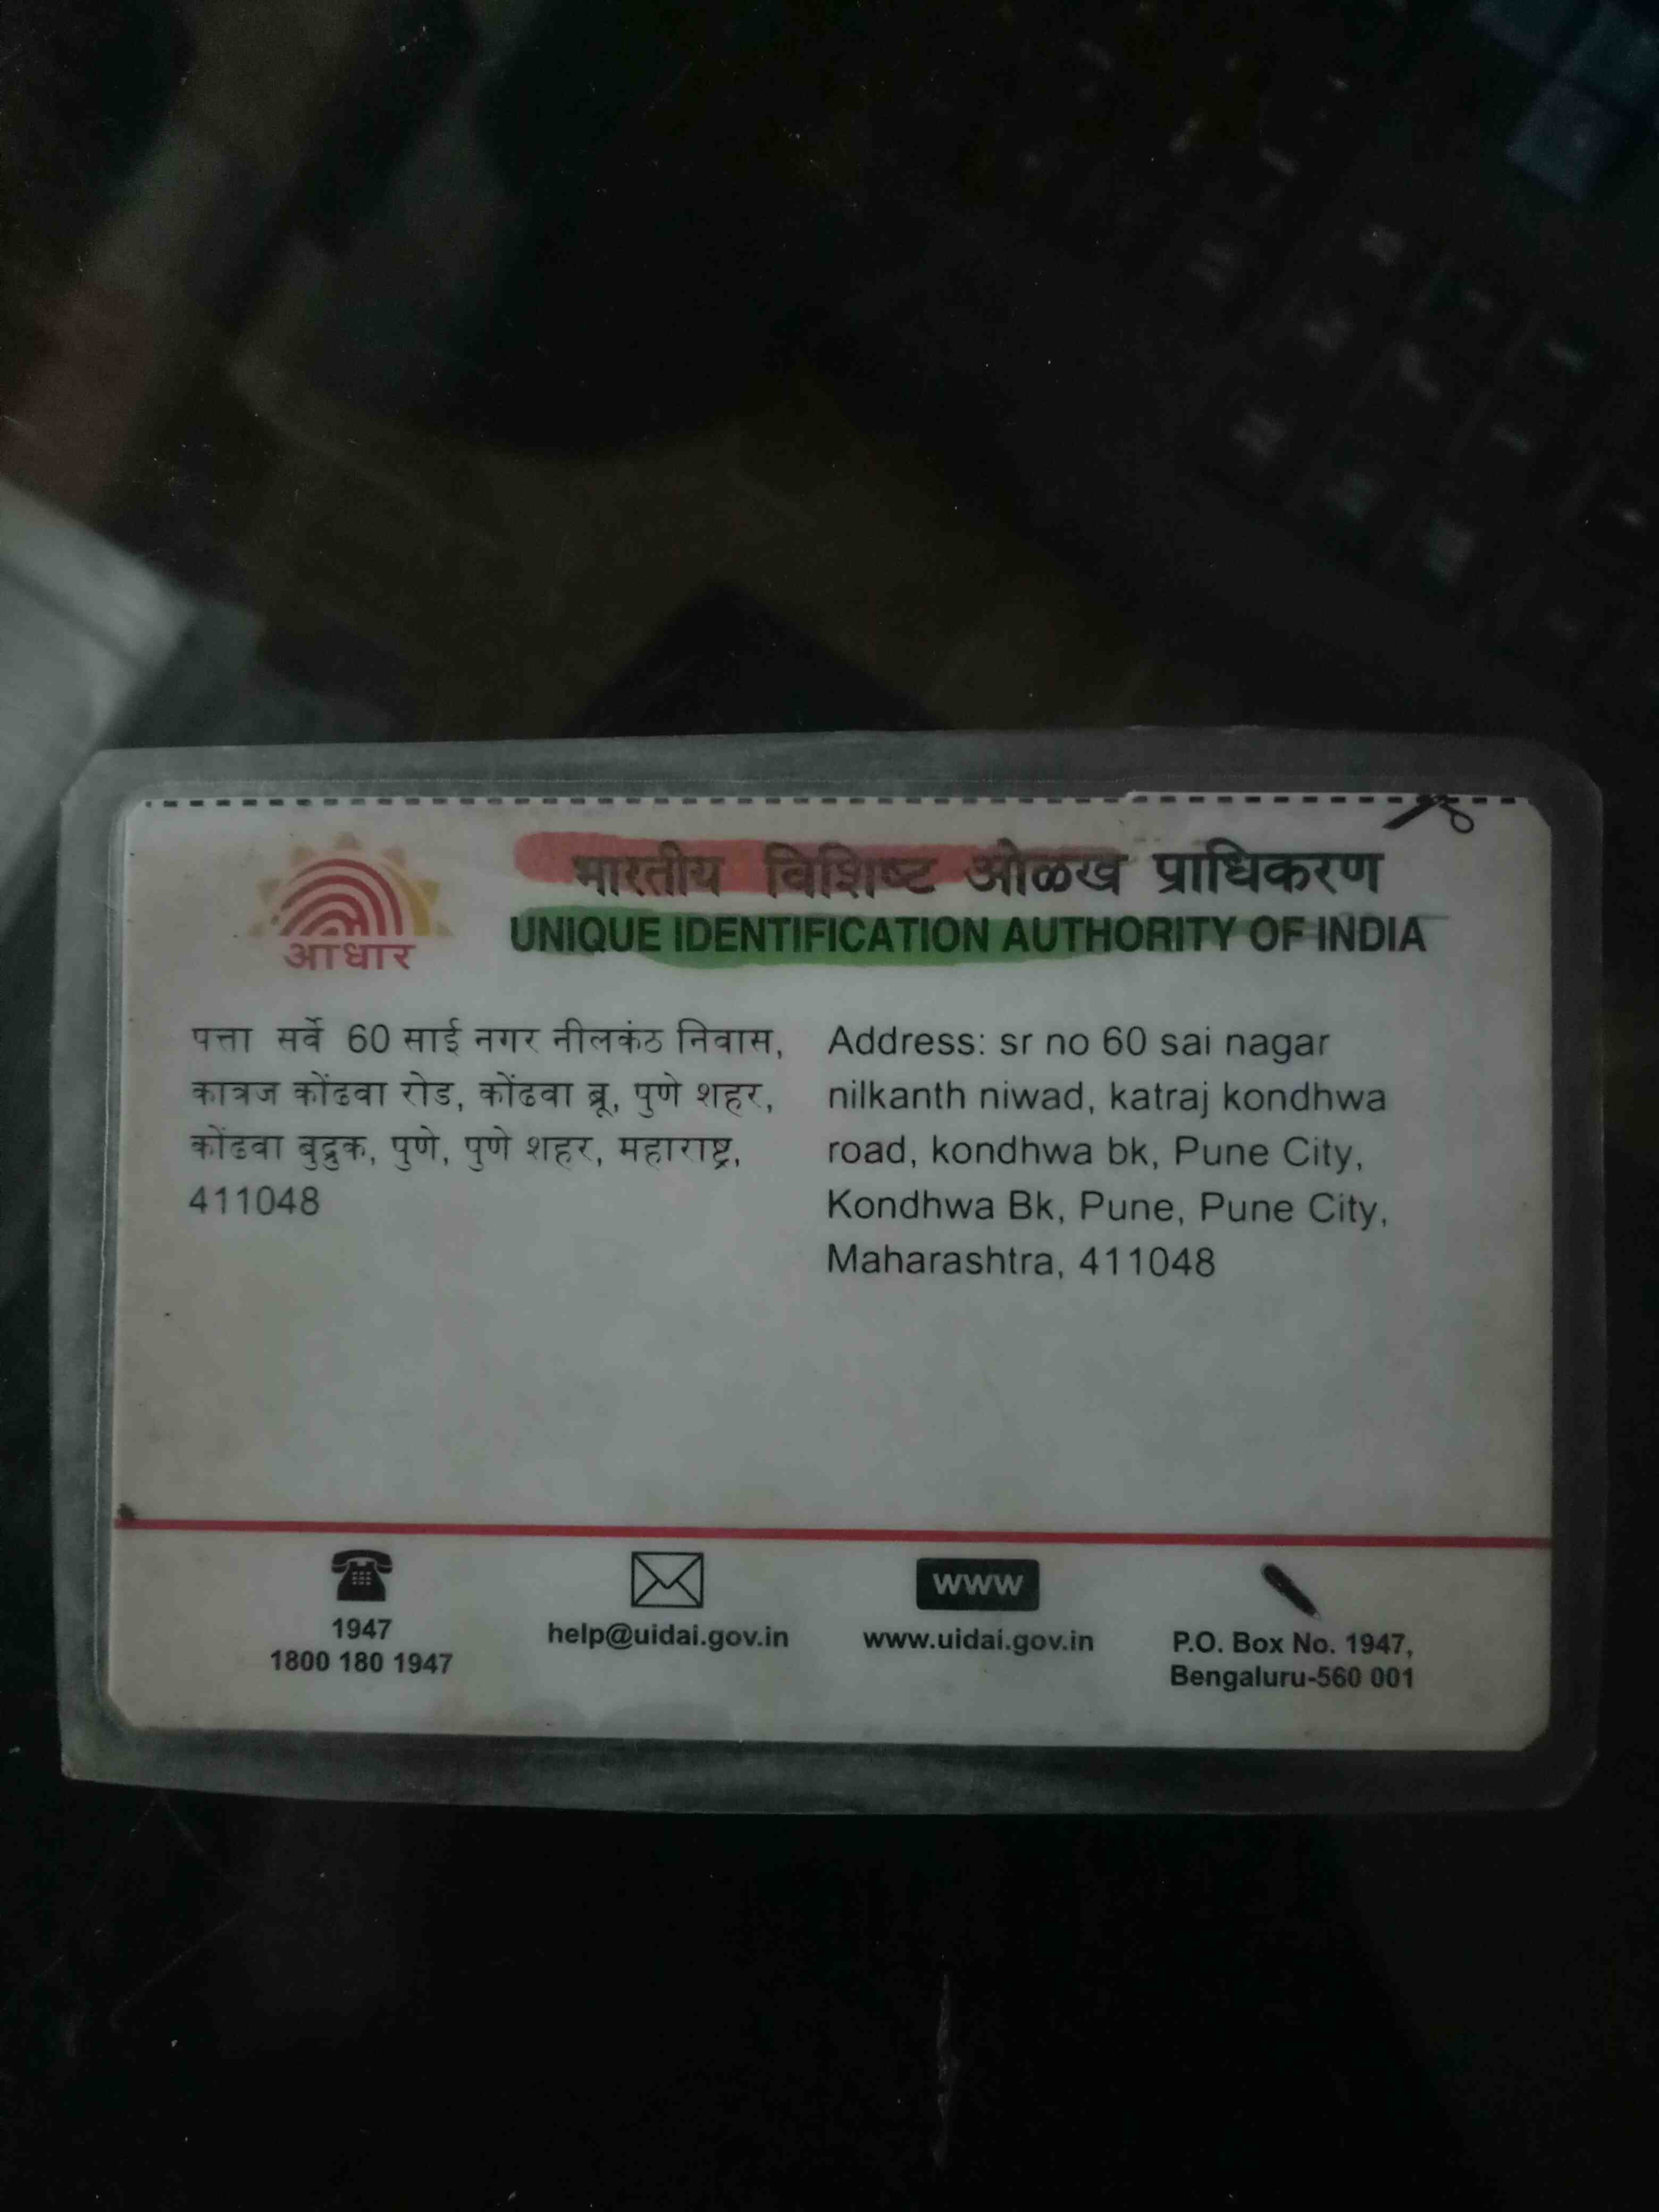 भारतीय विशिष्ट ओळख प्राधिकरण
UNIQUE IDENTIFICATION AUTHORITY OF INDIA
आधार
पत्ता सर्वे 60 साई नगर नीलकंठ निवास,
कात्रज कोंढवा रोड, कोंढवा ब्रू, पुणे शहर,
कोंढवा बुद्रुक, पुणे, पुणे शहर, महाराष्ट्र,
411048
Address: sr no 60 sai nagar
nilkanth niwad, katraj kondhwa
road, kondhwa bk, Pune City,
Kondhwa Bk, Pune, Pune City,
Maharashtra, 411048
1947
1800 180 1947
help@uidai.gov.in
www
www.uidai.gov.in
P.O. Box No. 1947,
Bengaluru-560 001